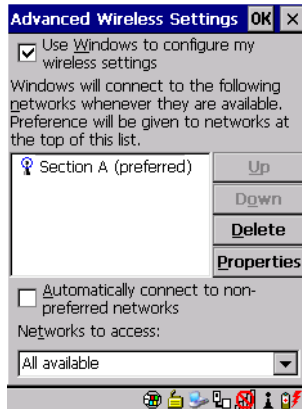 Advanced Wireless Settings OK ×
Use Windows to configure my
wireless settings
Windows will connect to the following
networks whenever they are available.
Preference will be given to networks at
the top of this list.
Section A (preferred)
Up
Down
Delete
Properties
Automatically connect to non-
preferred networks
Networks to access:
All available